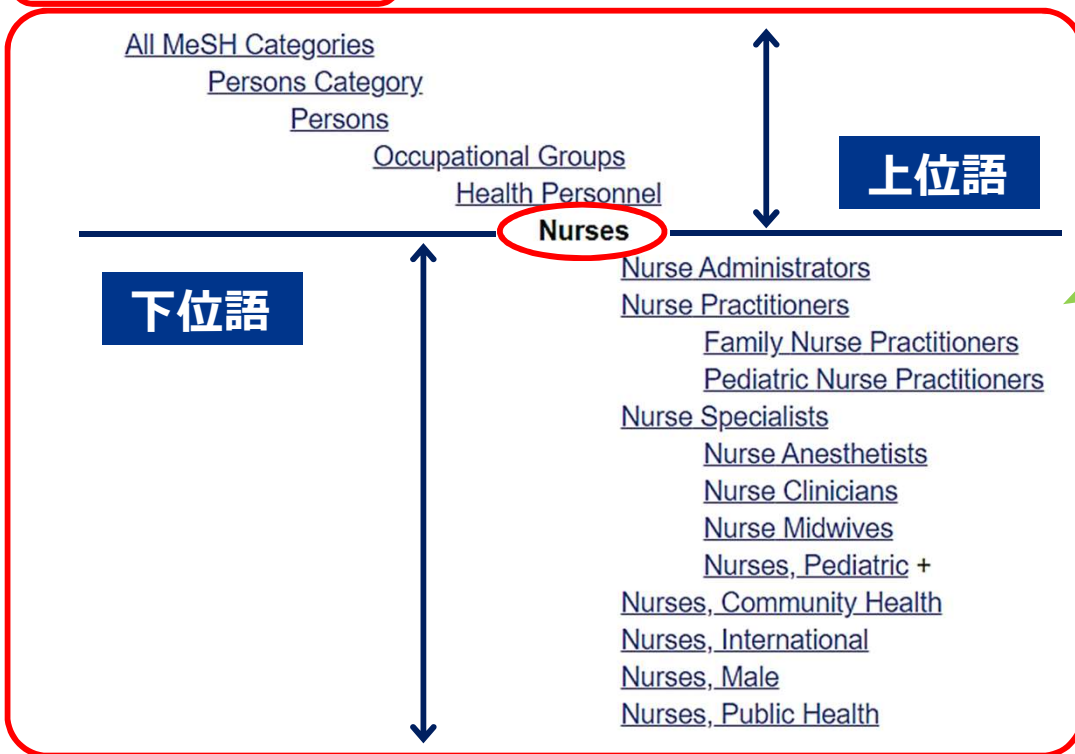 All MeSH Categories
Persons Category
Persons
Occupational Groups
Health Personnel
上位語
Nurses
下位語
Nurse Administrators
Nurse Practitioners
Family Nurse Practitioners
Pediatric Nurse Practitioners
Nurse Specialists
Nurse Anesthetists
Nurse Clinicians
Nurse Midwives
Nurses, Pediatric +
Nurses, Community Health
Nurses, International
Nurses, Male
Nurses, Public Health